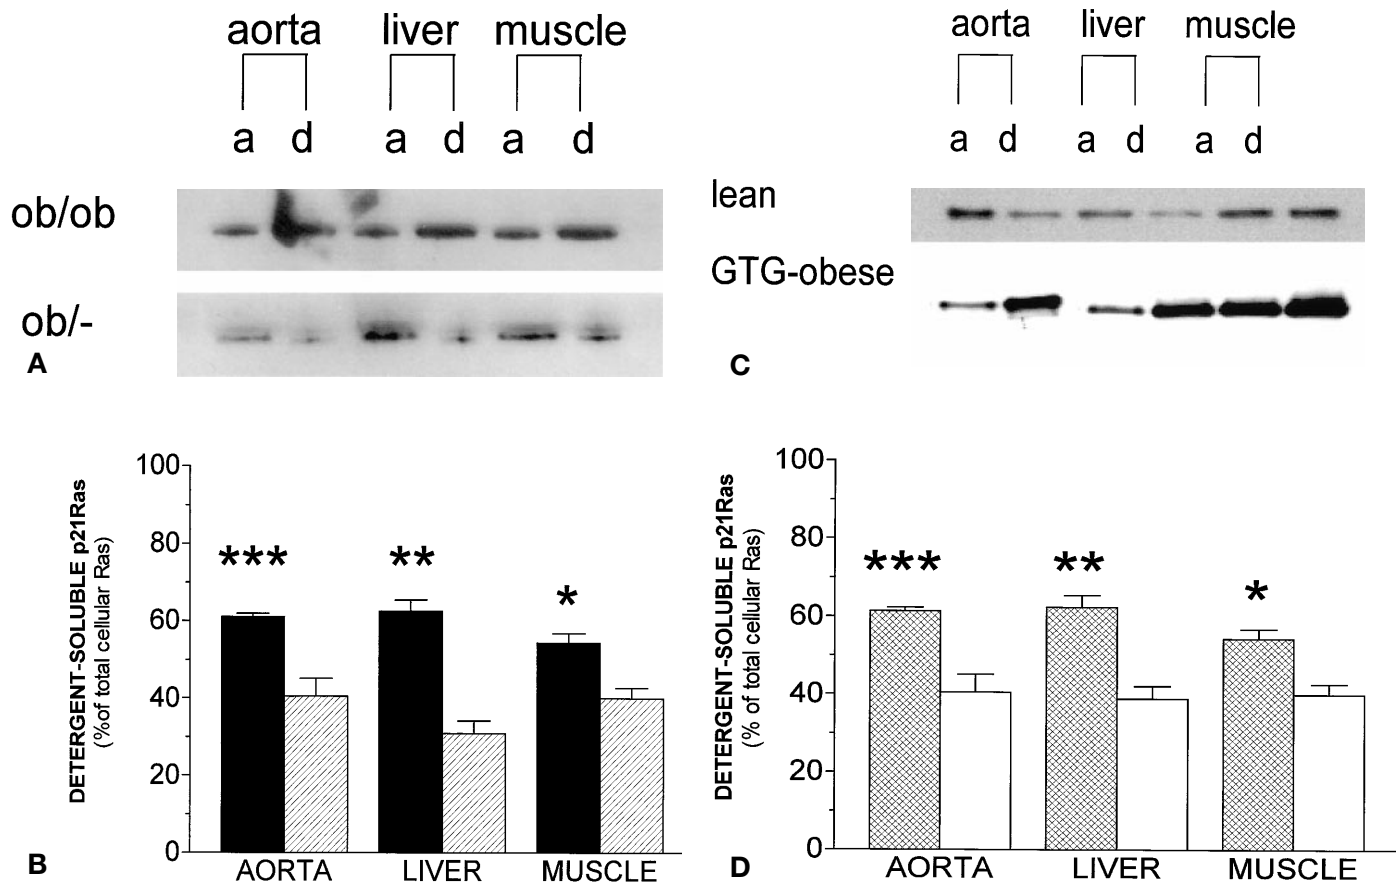 aorta liver muscle
a d a d a d
ob/ob
ob/-
A
aorta liver muscle
a d a d a d
lean
GTG-obese
C
DETERGENT-SOLUBLE p21Ras
(%of total cellular Ras)
100
80
60
40
20
0
*** ** *
AORTA LIVER MUSCLE
B
DETERGENT-SOLUBLE p21Ras
(% of total cellular Ras)
100
80
60
40
20
0
*** ** *
AORTA LIVER MUSCLE
D